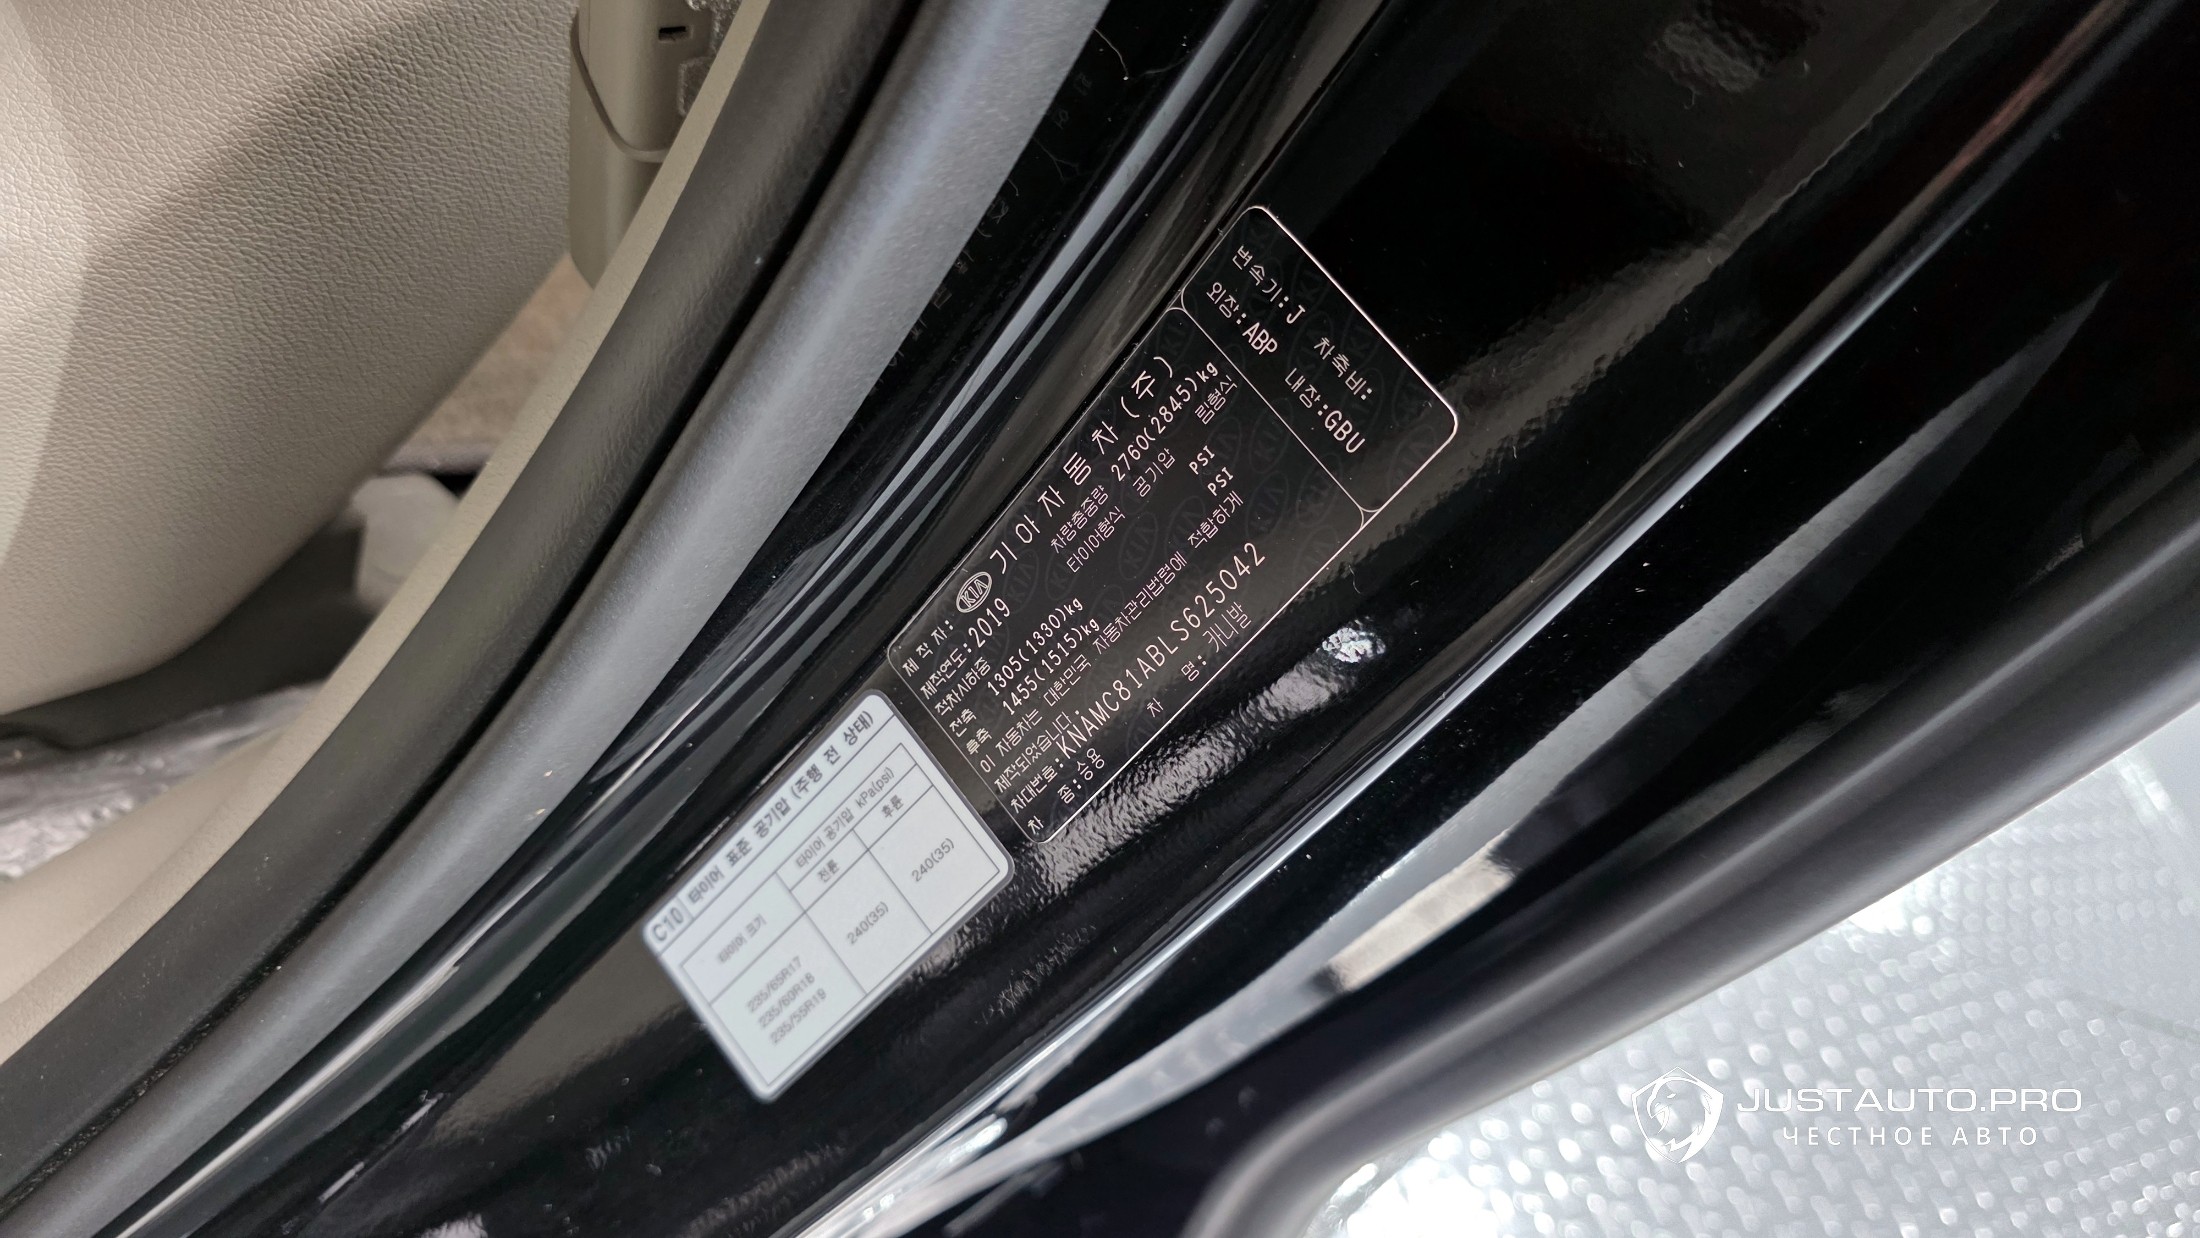 변속기:J 차축비:
외장:ABP 내장:GBU
제작자: KIA 기아자동차(주)
제작연도:2019 차량총중량 2760(2845)kg
적차시하중 타이어형식 공기압 림형식
전축 1305(1330)kg PSI
후축 1455(1515)kg PSI
이 자동차는 대한민국 자동차관리법령에 적합하게
제작되었습니다.
차대번호:KNAMC81ABLS625042
차 종:승용 차 명:카니발
C10 타이어 표준 공기압 (주행 전 상태)
타이어 크기 타이어 공기압 kPa(psi)
전륜 후륜
235/65R17
235/60R18 240(35) 240(35)
235/55R19
JUSTAUTO.PRO
ЧЕСТНОЕ АВТО